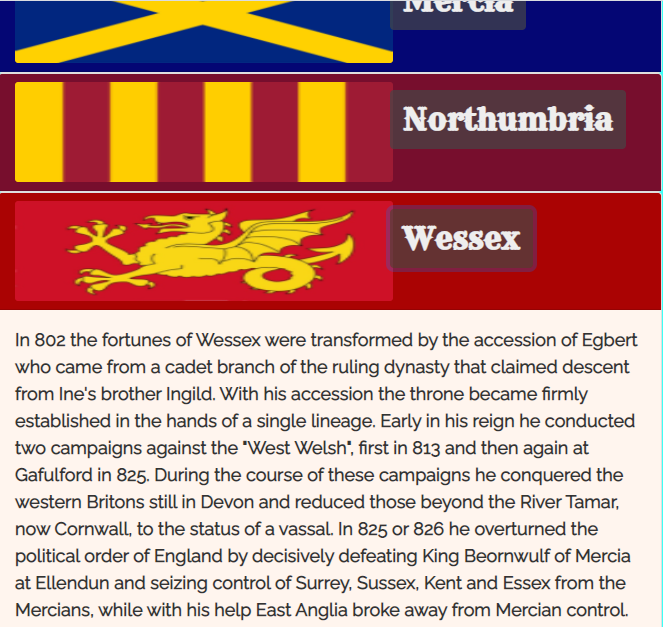 Mercia
Northumbria
Wessex
In 802 the fortunes of Wessex were transformed by the accession of Egbert
who came from a cadet branch of the ruling dynasty that claimed descent
from Ine's brother Ingild. With his accession the throne became firmly
established in the hands of a single lineage. Early in his reign he conducted
two campaigns against the "West Welsh", first in 813 and then again at
Gafulford in 825. During the course of these campaigns he conquered the
western Britons still in Devon and reduced those beyond the River Tamar,
now Cornwall, to the status of a vassal. In 825 or 826 he overturned the
political order of England by decisively defeating King Beornwulf of Mercia
at Ellendun and seizing control of Surrey, Sussex, Kent and Essex from the
Mercians, while with his help East Anglia broke away from Mercian control.